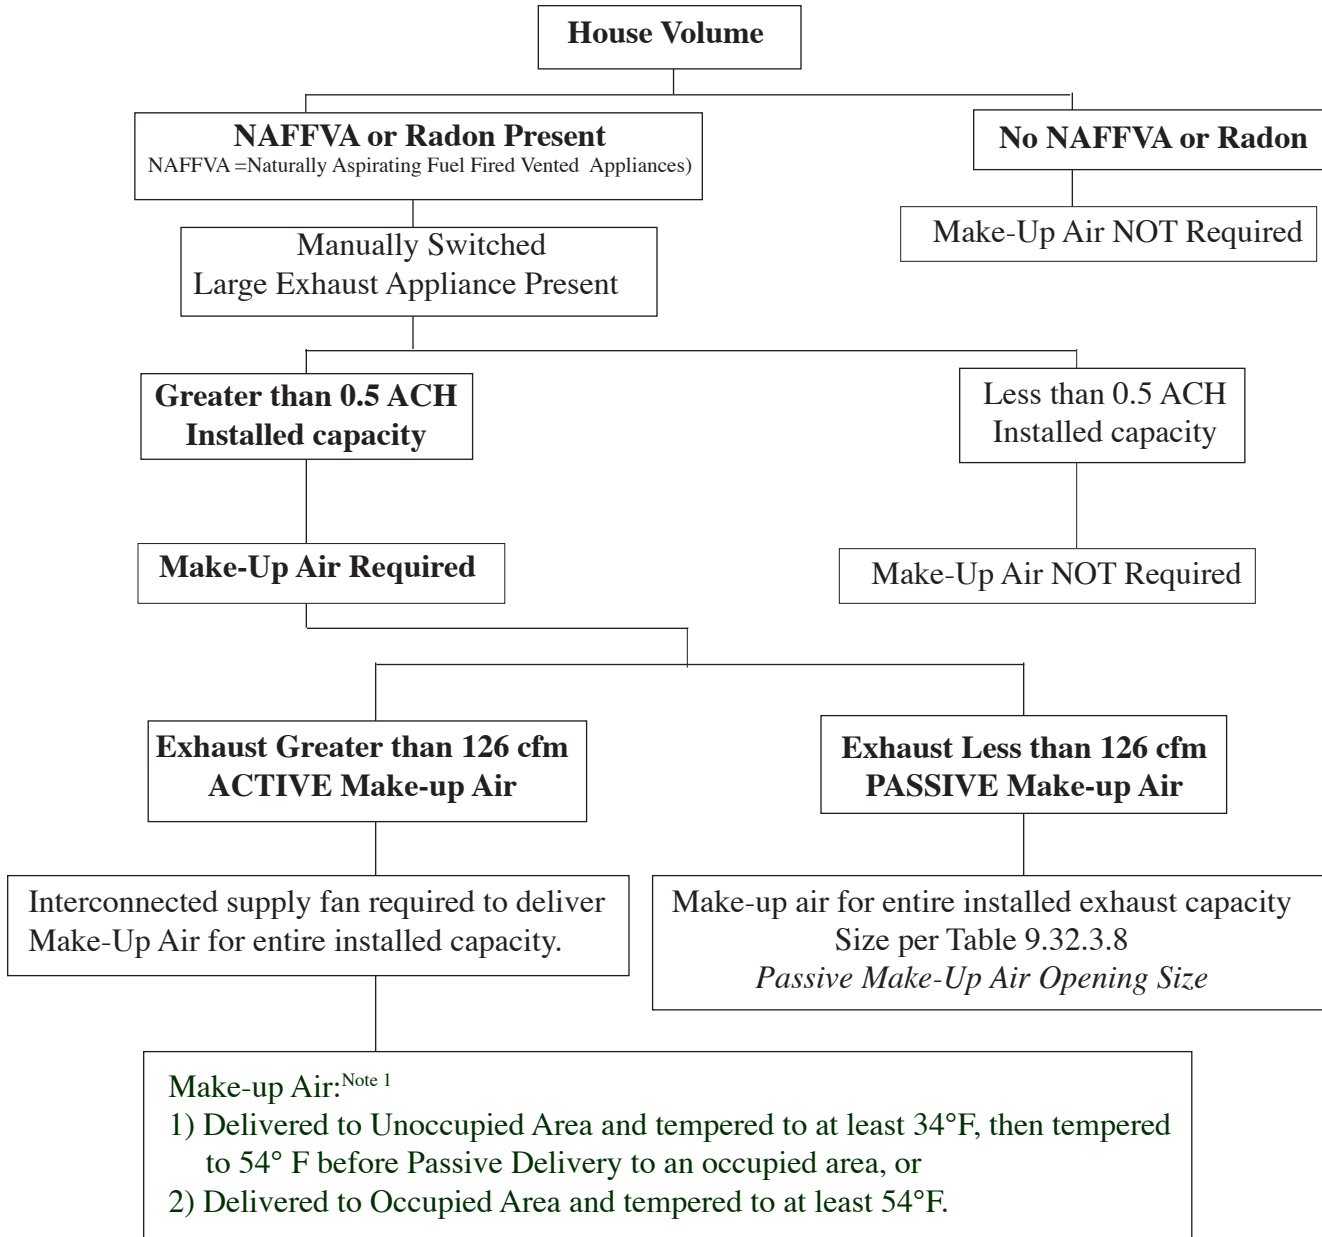 House Volume
NAFFVA or Radon Present
NAFFVA =Naturally Aspirating Fuel Fired Vented Appliances)
No NAFFVA or Radon
Make-Up Air NOT Required
Manually Switched
Large Exhaust Appliance Present
Greater than 0.5 ACH
Installed capacity
Less than 0.5 ACH
Installed capacity
Make-Up Air Required
Make-Up Air NOT Required
Exhaust Greater than 126 cfm
ACTIVE Make-up Air
Exhaust Less than 126 cfm
PASSIVE Make-up Air
Interconnected supply fan required to deliver
Make-Up Air for entire installed capacity.
Make-up air for entire installed exhaust capacity
Size per Table 9.32.3.8
Passive Make-Up Air Opening Size
Make-up Air:Note 1
1) Delivered to Unoccupied Area and tempered to at least 34°F, then tempered
to 54° F before Passive Delivery to an occupied area, or
2) Delivered to Occupied Area and tempered to at least 54°F.